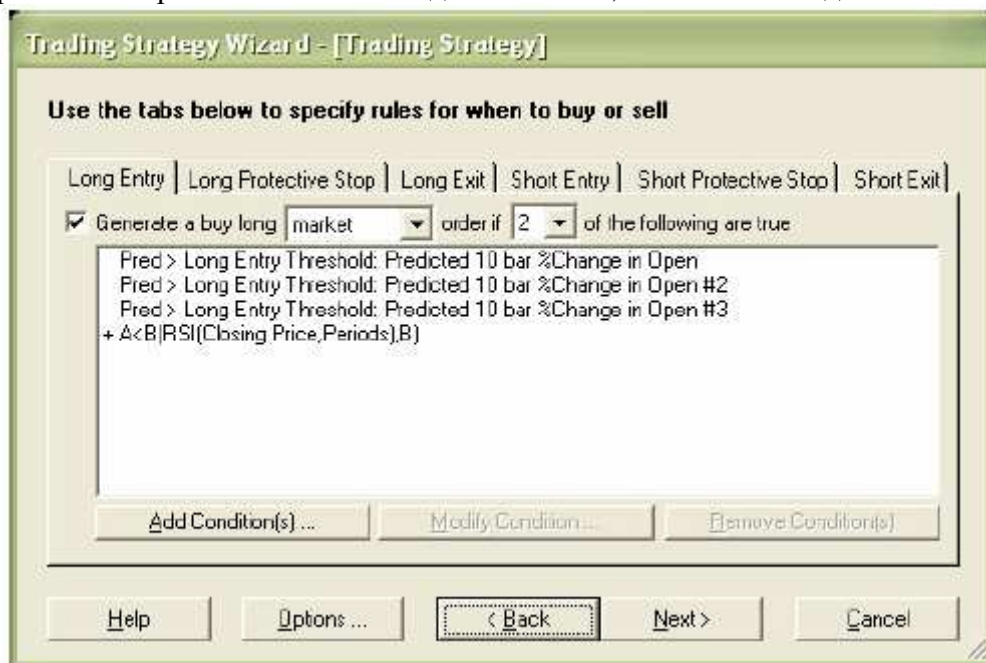 Trading Strategy Wizard - [Trading Strategy]
Use the tabs below to specify rules for when to buy or sell
Long Entry Long Protective Stop Long Exit Short Entry Short Protective Stop Short Exit
Generate a buy long market order if 2 of the following are true
Pred > Long Entry Threshold: Predicted 10 bar %Change in Open
Pred > Long Entry Threshold: Predicted 10 bar %Change in Open #2
Pred > Long Entry Threshold: Predicted 10 bar %Change in Open #3
+ A<B(RSI(Closing Price,Periods),B)
Add Condition(s) ... Modify Condition ... Remove Condition(s)
Help Options ... < Back Next > Cancel